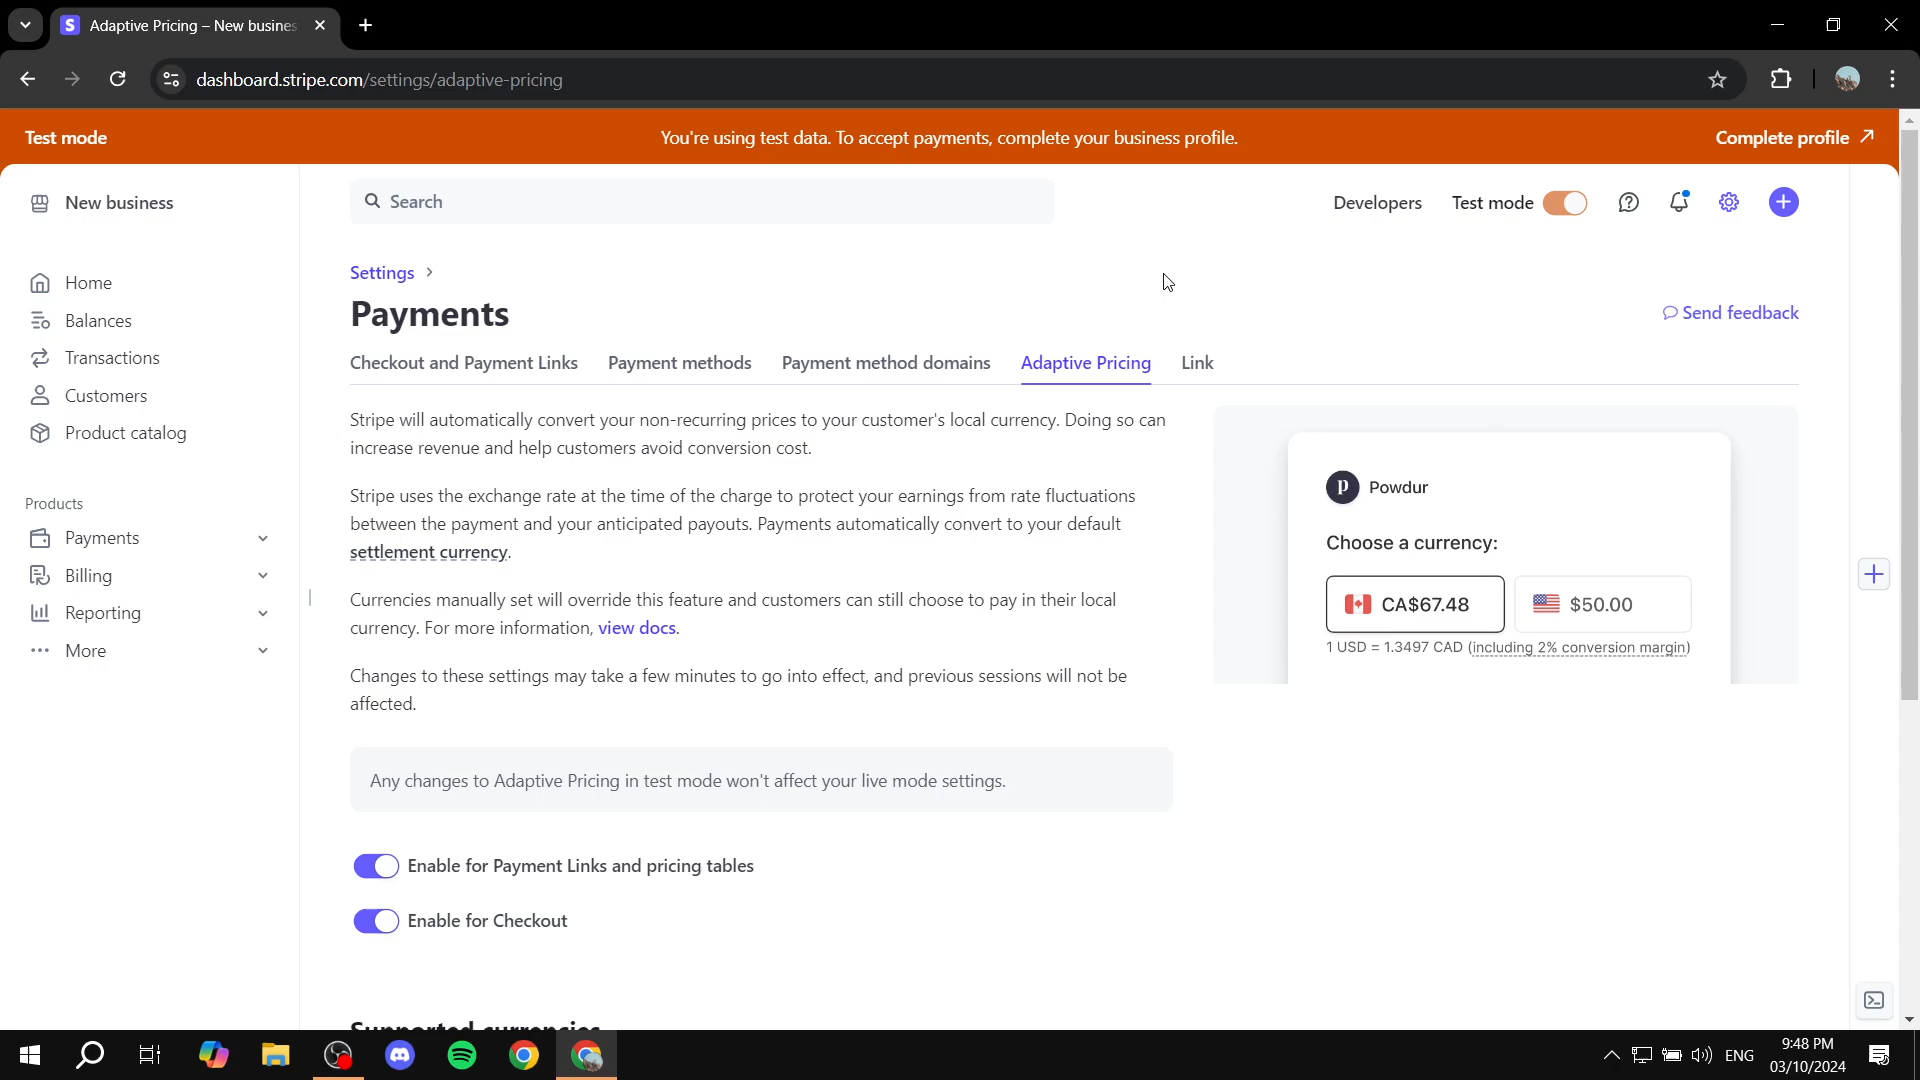 Adaptive Pricing – New busines
dashboard.stripe.com/settings/adaptive-pricing
Test mode
You're using test data. To accept payments, complete your business profile.
Complete profile
New business
Search
Developers
Test mode
Home
Balances
Transactions
Customers
Product catalog
Products
Payments
Billing
Reporting
More
Settings
Payments
Send feedback
Checkout and Payment Links
Payment methods
Payment method domains
Adaptive Pricing
Link
Stripe will automatically convert your non-recurring prices to your customer's local currency. Doing so can
increase revenue and help customers avoid conversion cost.
Stripe uses the exchange rate at the time of the charge to protect your earnings from rate fluctuations
between the payment and your anticipated payouts. Payments automatically convert to your default
settlement currency.
Currencies manually set will override this feature and customers can still choose to pay in their local
currency. For more information, view docs.
Changes to these settings may take a few minutes to go into effect, and previous sessions will not be
affected.
Any changes to Adaptive Pricing in test mode won't affect your live mode settings.
Enable for Payment Links and pricing tables
Enable for Checkout
Supported currencies
Powdur
Choose a currency:
CA$67.48
$50.00
1 USD = 1.3497 CAD (including 2% conversion margin)
ENG
9:48 PM
03/10/2024